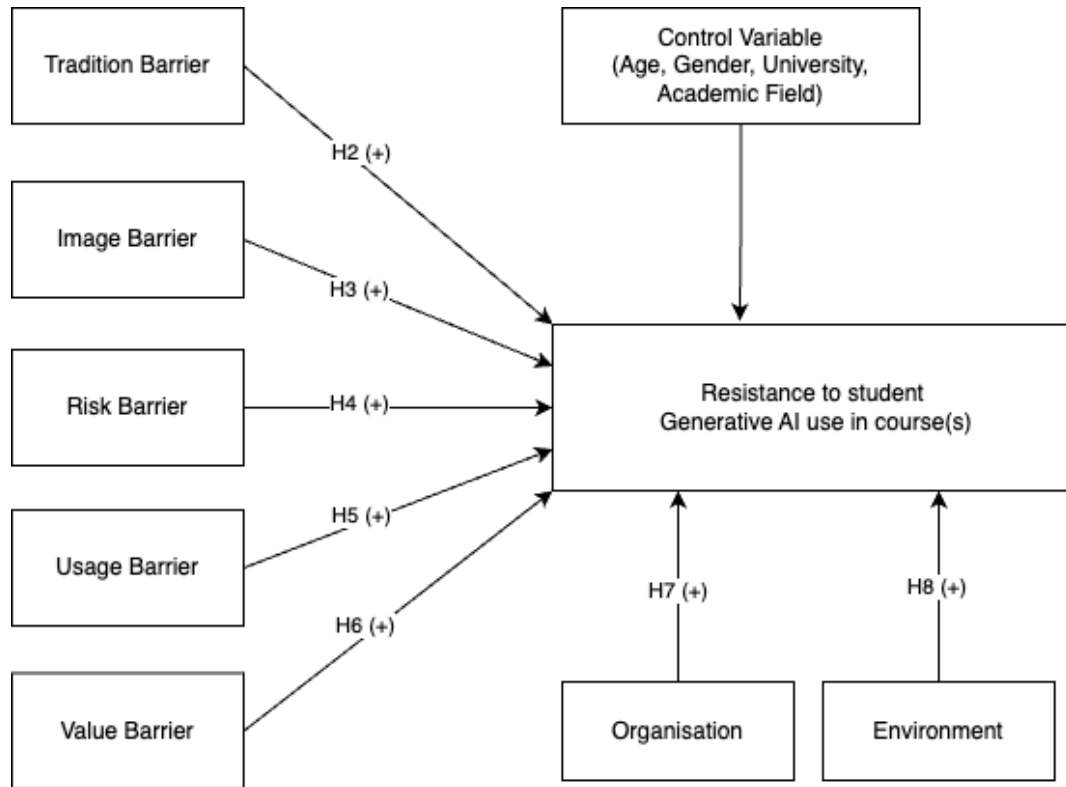 Tradition Barrier
Control Variable
(Age, Gender, University,
Academic Field)
H2 (+)
Image Barrier
H3 (+)
Risk Barrier
H4 (+)
Resistance to student
Generative AI use in course(s)
Usage Barrier
H5 (+)
H6 (+)
Value Barrier
H7 (+)
H8 (+)
Organisation
Environment